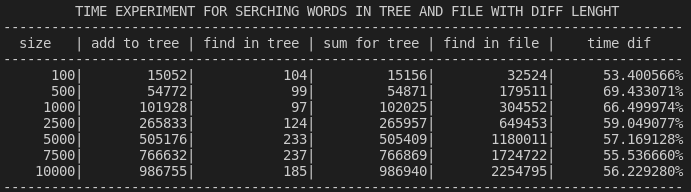 TIME EXPERIMENT FOR SERCHING WORDS IN TREE AND FILE WITH DIFF LENGHT
------------------------------------------------------------------------------------
size | add to tree | find in tree | sum for tree | find in file | time dif
------------------------------------------------------------------------------------
100| 15052| 104| 15156| 32524| 53.400566%
500| 54772| 99| 54871| 179511| 69.433071%
1000| 101928| 97| 102025| 304552| 66.499974%
2500| 265833| 124| 265957| 649453| 59.049077%
5000| 505176| 233| 505409| 1180011| 57.169128%
7500| 766632| 237| 766869| 1724722| 55.536660%
10000| 986755| 185| 986940| 2254795| 56.229280%
------------------------------------------------------------------------------------